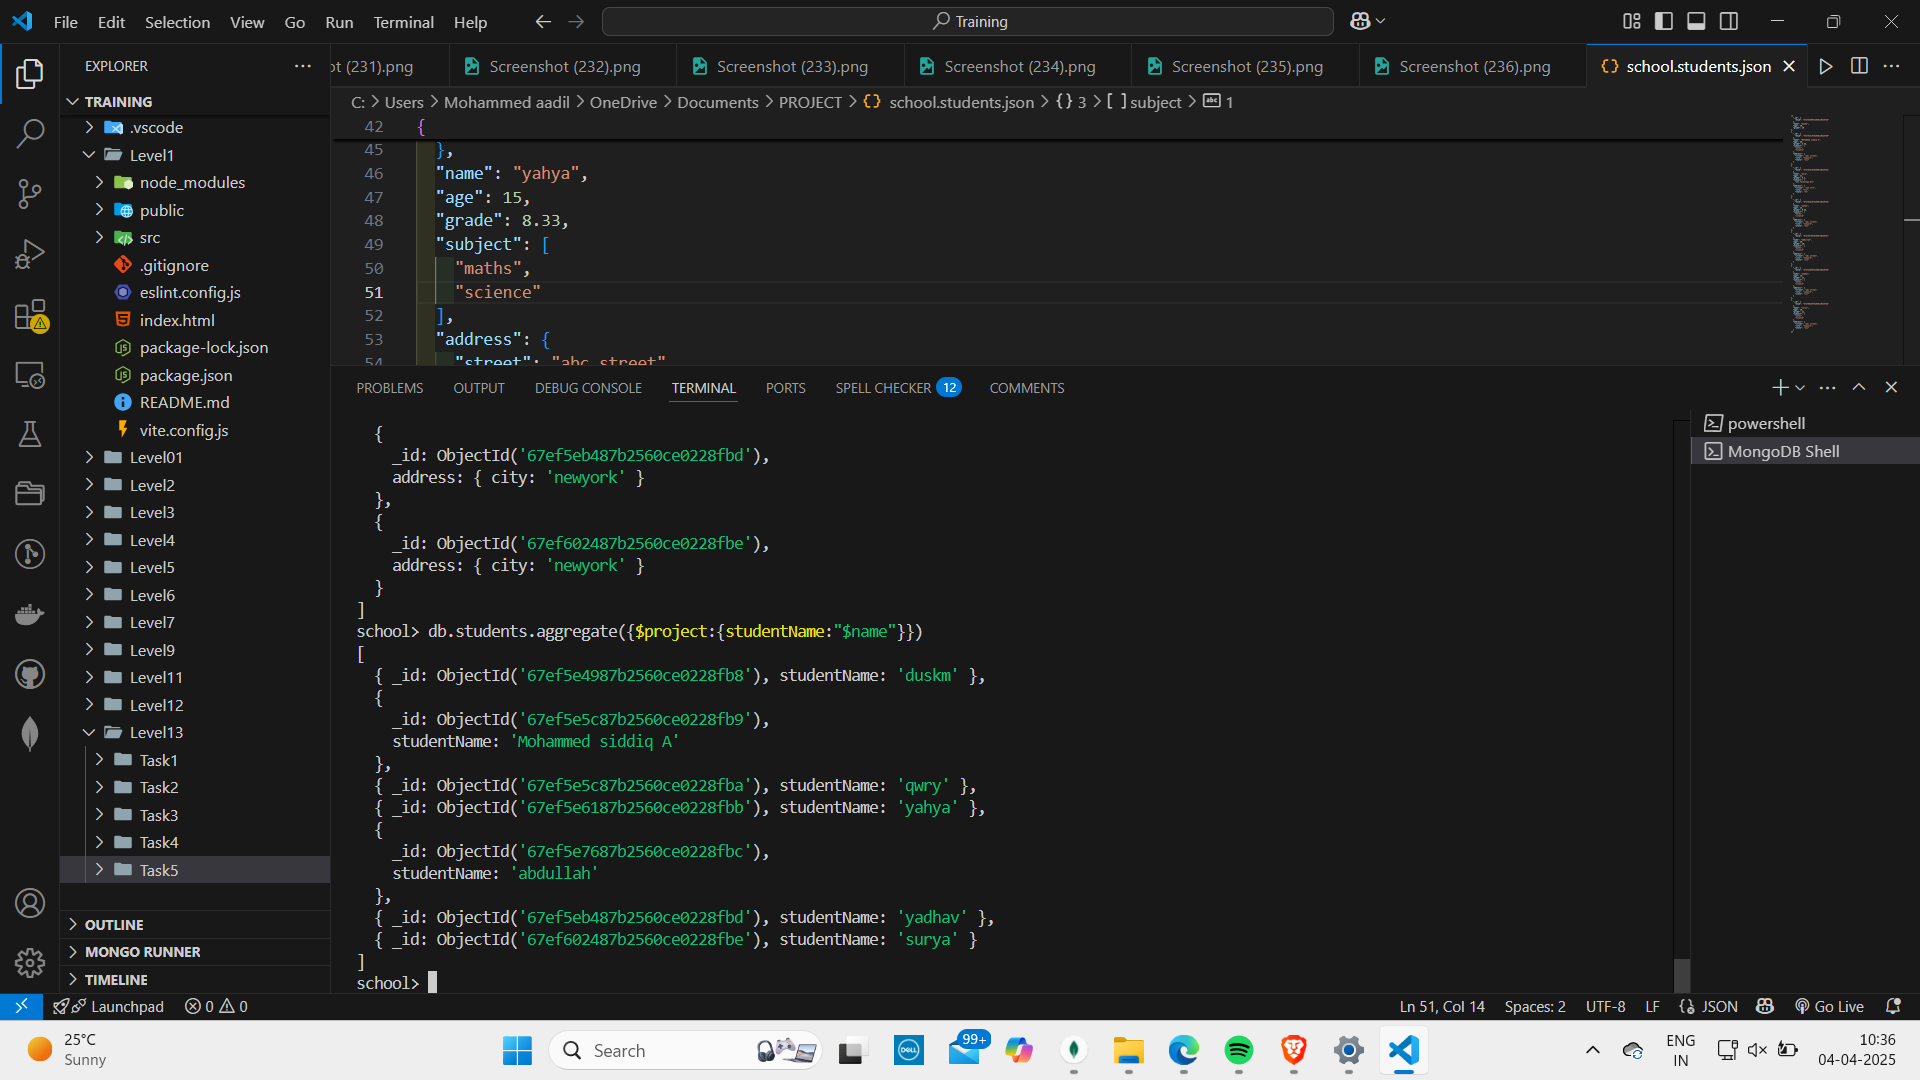 File Edit Selection View Go Run Terminal Help
Training
EXPLORER
ot (231).png
Screenshot (232).png
Screenshot (233).png
Screenshot (234).png
Screenshot (235).png
Screenshot (236).png
school.students.json
TRAINING
.vscode
Level1
node_modules
public
src
.gitignore
eslint.config.js
index.html
package-lock.json
package.json
README.md
vite.config.js
Level01
Level2
Level3
Level4
Level5
Level6
Level7
Level9
Level11
Level12
Level13
Task1
Task2
Task3
Task4
Task5
OUTLINE
MONGO RUNNER
TIMELINE
C: > Users > Mohammed aadil > OneDrive > Documents > PROJECT > {} school.students.json > {} 3 > [ ] subject > abc 1
42 {
45 },
46 "name": "yahya",
47 "age": 15,
48 "grade": 8.33,
49 "subject": [
50 "maths",
51 "science"
52 ],
53 "address": {
54 "street": "abc street"
PROBLEMS OUTPUT DEBUG CONSOLE TERMINAL PORTS SPELL CHECKER 12 COMMENTS
powershell
MongoDB Shell
{
_id: ObjectId('67ef5eb487b2560ce0228fbd'),
address: { city: 'newyork' }
},
{
_id: ObjectId('67ef602487b2560ce0228fbe'),
address: { city: 'newyork' }
}
]
school> db.students.aggregate({$project:{studentName:"$name"}})
[
{ _id: ObjectId('67ef5e4987b2560ce0228fb8'), studentName: 'duskm' },
{
_id: ObjectId('67ef5e5c87b2560ce0228fb9'),
studentName: 'Mohammed siddiq A'
},
{ _id: ObjectId('67ef5e5c87b2560ce0228fba'), studentName: 'qwry' },
{ _id: ObjectId('67ef5e6187b2560ce0228fbb'), studentName: 'yahya' },
{
_id: ObjectId('67ef5e7687b2560ce0228fbc'),
studentName: 'abdullah'
},
{ _id: ObjectId('67ef5eb487b2560ce0228fbd'), studentName: 'yadhav' },
{ _id: ObjectId('67ef602487b2560ce0228fbe'), studentName: 'surya' }
]
school>
Launchpad 0 0
Ln 51, Col 14 Spaces: 2 UTF-8 LF {} JSON Go Live
25°C
Sunny
Search
DELL
99+
ENG
IN
10:36
04-04-2025